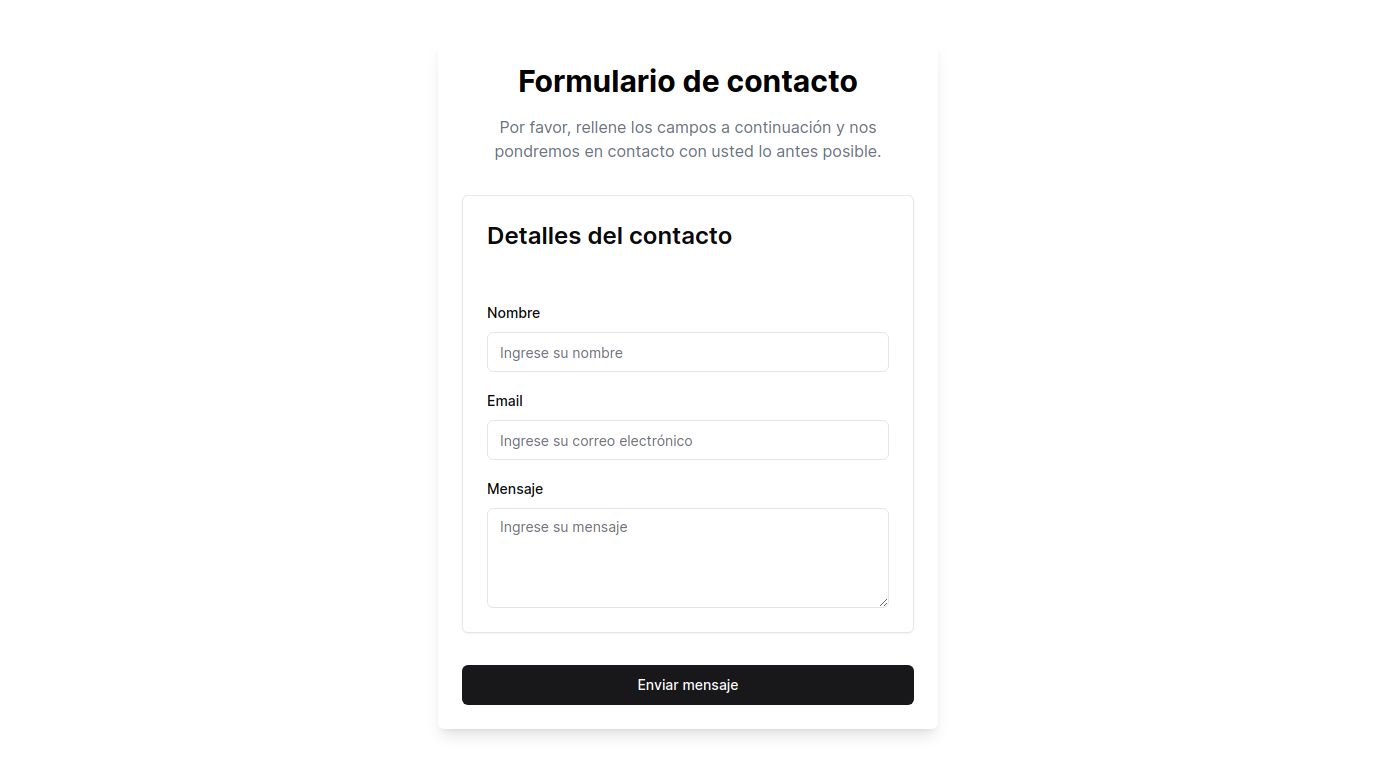 Formulario de contacto
Por favor, rellene los campos a continuación y nos
pondremos en contacto con usted lo antes posible.
Detalles del contacto
Nombre
Ingrese su nombre
Email
Ingrese su correo electrónico
Mensaje
Ingrese su mensaje
Enviar mensaje